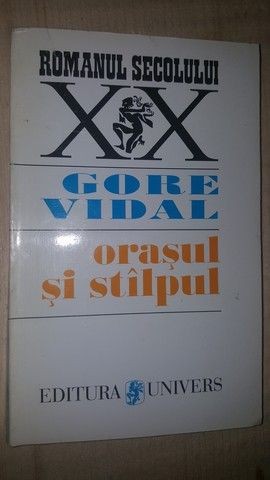 ROMANUL SECOLULUI
XX
GORE
VIDAL
orașul
și stîlpul
EDITURA UNIVERS